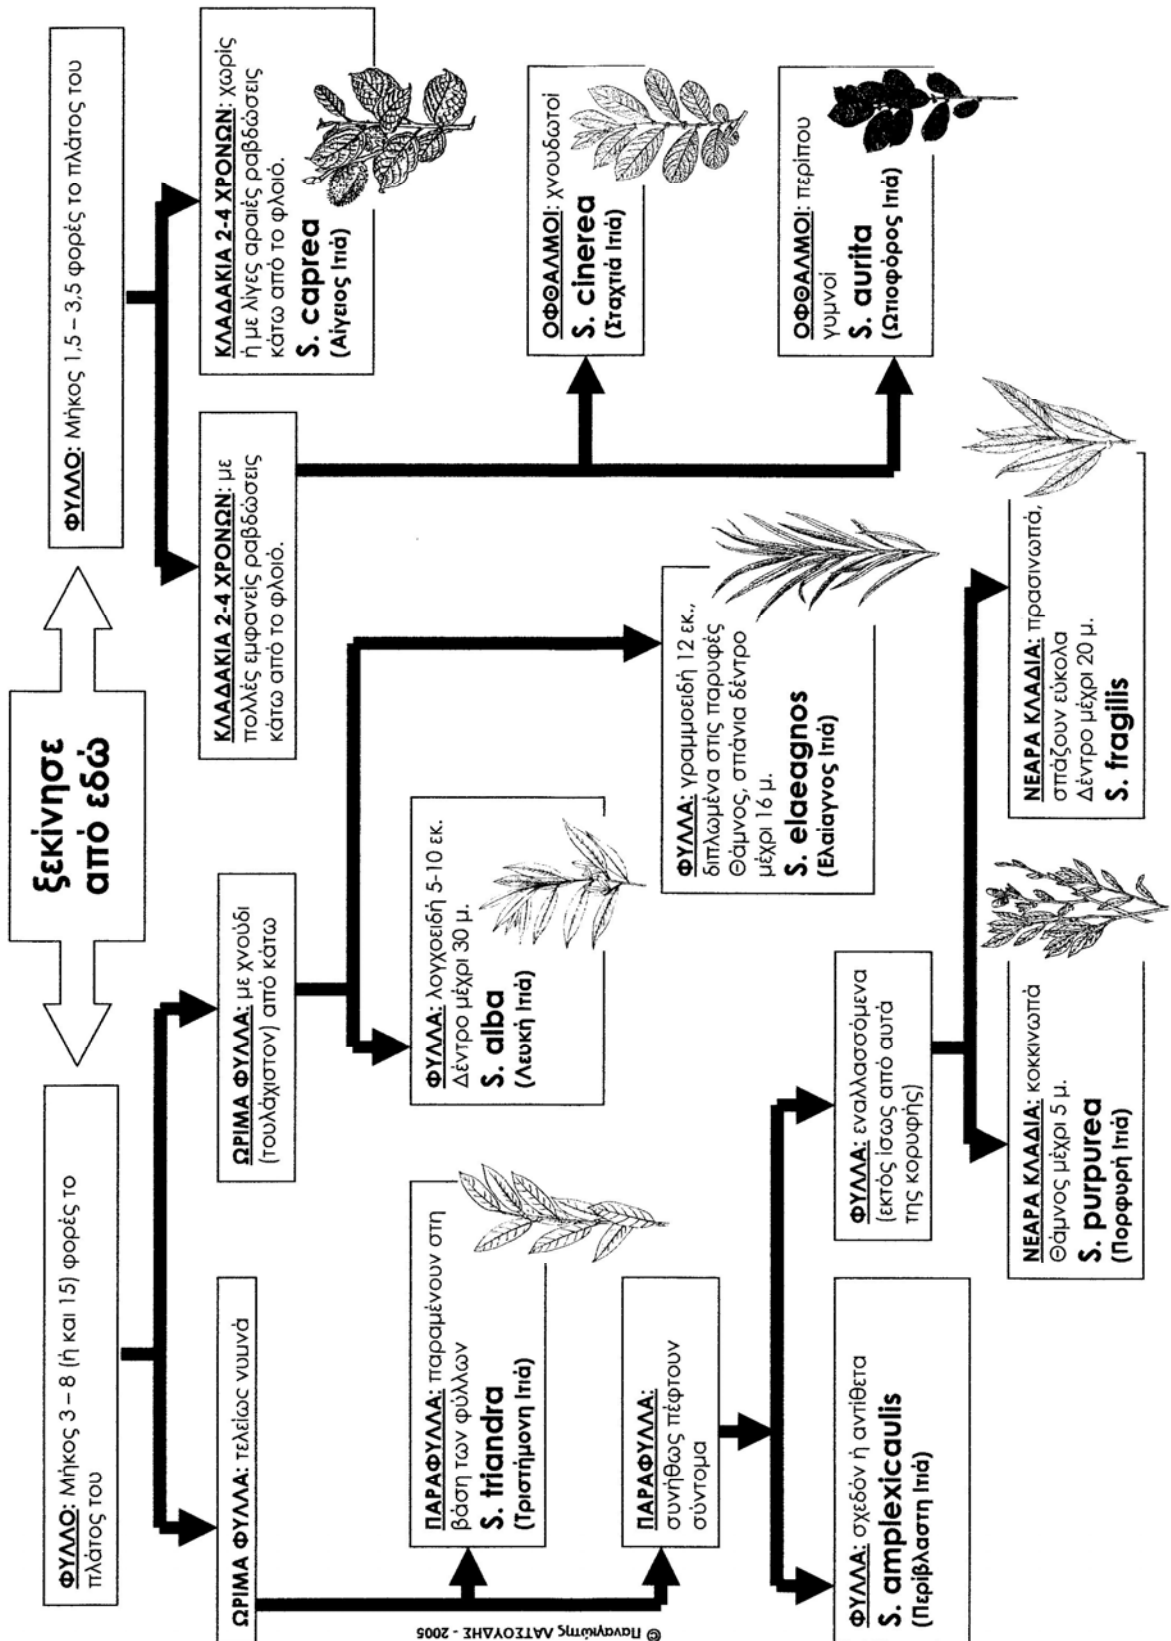 ξεκίνησε
από εδώ
ΦΥΛΛΟ: Μήκος 3 – 8 (ή και 15) φορές το
πλάτος του
ΦΥΛΛΟ: Μήκος 1,5 – 3,5 φορές το πλάτος του
ΩΡΙΜΑ ΦΥΛΛΑ: τελείως γυμνά
ΩΡΙΜΑ ΦΥΛΛΑ: με χνούδι
(τουλάχιστον) από κάτω
ΚΛΑΔΑΚΙΑ 2-4 ΧΡΟΝΩΝ: με
πολλές εμφανείς ραβδώσεις
κάτω από το φλοιό.
ΚΛΑΔΑΚΙΑ 2-4 ΧΡΟΝΩΝ: χωρίς
ή με λίγες αραιές ραβδώσεις
κάτω από το φλοιό.
S. caprea
(Αίγειος Ιτιά)
ΠΑΡΑΦΥΛΛΑ: παραμένουν στη
βάση των φύλλων
S. triandra
(Τριστήμονη Ιτιά)
ΦΥΛΛΑ: λογχοειδή 5-10 εκ.
Δέντρο μέχρι 30 μ.
S. alba
(Λευκή Ιτιά)
ΟΦΘΑΛΜΟΙ: χνουδωτοί
S. cinerea
(Σταχτιά Ιτιά)
ΠΑΡΑΦΥΛΛΑ:
συνήθως πέφτουν
σύντομα
ΦΥΛΛΑ: γραμμοειδή 12 εκ.,
διπλωμένα στις παρυφές
Θάμνος, σπάνια δέντρο
μέχρι 16 μ.
S. elaeagnos
(Ελαίαγνος Ιτιά)
ΟΦΘΑΛΜΟΙ: περίπου
γυμνοί
S. aurita
(Ωτιοφόρος Ιτιά)
ΦΥΛΛΑ: σχεδόν ή αντίθετα
S. amplexicaulis
(Περίβλαστη Ιτιά)
ΦΥΛΛΑ: εναλασσόμενα
(εκτός ίσως από αυτά
της κορυφής)
ΝΕΑΡΑ ΚΛΑΔΙΑ: κοκκινωπά
Θάμνος μέχρι 5 μ.
S. purpurea
(Πορφυρή Ιτιά)
ΝΕΑΡΑ ΚΛΑΔΙΑ: πρασινωπά,
σπάζουν εύκολα
Δέντρο μέχρι 20 μ.
S. fragilis
© Παναγιώτης ΛΑΤΣΟΥΔΗΣ - 2005